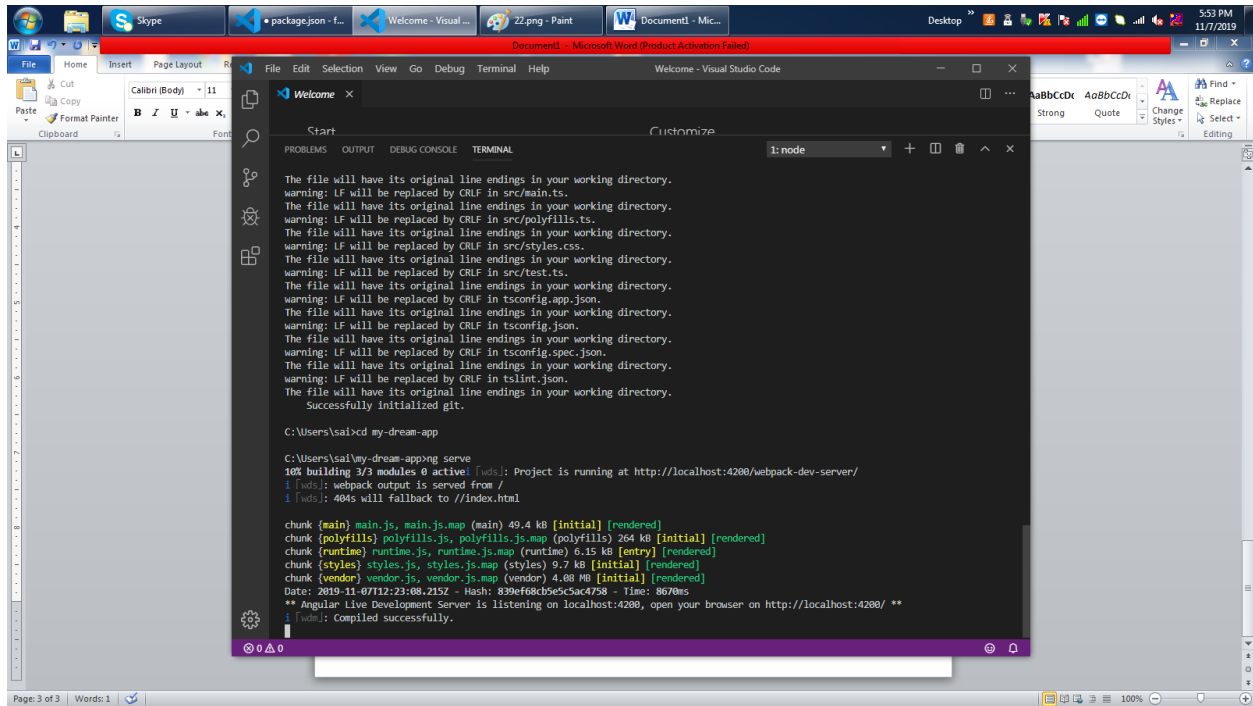 Skype
package.json - f...
Welcome - Visual ...
22.png - Paint
Document1 - Mic...
Desktop
5:53 PM
11/7/2019
Document1 - Microsoft Word (Product Activation Failed)
File Home Insert Page Layout
Cut
Copy
Paste
Format Painter
Clipboard
Calibri (Body) 11
B I U abc
Font
AaBbCcDc AaBbCcDc
Strong Quote
Change Styles
Find
Replace
Select
Editing
File Edit Selection View Go Debug Terminal Help
Welcome - Visual Studio Code
Welcome
Start
Customize
PROBLEMS OUTPUT DEBUG CONSOLE TERMINAL
1: node
The file will have its original line endings in your working directory.
warning: LF will be replaced by CRLF in src/main.ts.
The file will have its original line endings in your working directory.
warning: LF will be replaced by CRLF in src/polyfills.ts.
The file will have its original line endings in your working directory.
warning: LF will be replaced by CRLF in src/styles.css.
The file will have its original line endings in your working directory.
warning: LF will be replaced by CRLF in src/test.ts.
The file will have its original line endings in your working directory.
warning: LF will be replaced by CRLF in tsconfig.app.json.
The file will have its original line endings in your working directory.
warning: LF will be replaced by CRLF in tsconfig.json.
The file will have its original line endings in your working directory.
warning: LF will be replaced by CRLF in tsconfig.spec.json.
The file will have its original line endings in your working directory.
warning: LF will be replaced by CRLF in tslint.json.
The file will have its original line endings in your working directory.
Successfully initialized git.
C:\Users\sai>cd my-dream-app
C:\Users\sai\my-dream-app>ng serve
10% building 3/3 modules 0 activei ｢wds｣: Project is running at http://localhost:4200/webpack-dev-server/
i ｢wds｣: webpack output is served from /
i ｢wds｣: 404s will fallback to //index.html
chunk {main} main.js, main.js.map (main) 49.4 kB [initial] [rendered]
chunk {polyfills} polyfills.js, polyfills.js.map (polyfills) 264 kB [initial] [rendered]
chunk {runtime} runtime.js, runtime.js.map (runtime) 6.15 kB [entry] [rendered]
chunk {styles} styles.js, styles.js.map (styles) 9.7 kB [initial] [rendered]
chunk {vendor} vendor.js, vendor.js.map (vendor) 4.08 MB [initial] [rendered]
Date: 2019-11-07T12:23:08.215Z - Hash: 839ef68cb5e5c5ac4758 - Time: 8670ms
** Angular Live Development Server is listening on localhost:4200, open your browser on http://localhost:4200/ **
i ｢wdm｣: Compiled successfully.
0 0
Page: 3 of 3 Words: 1
100%